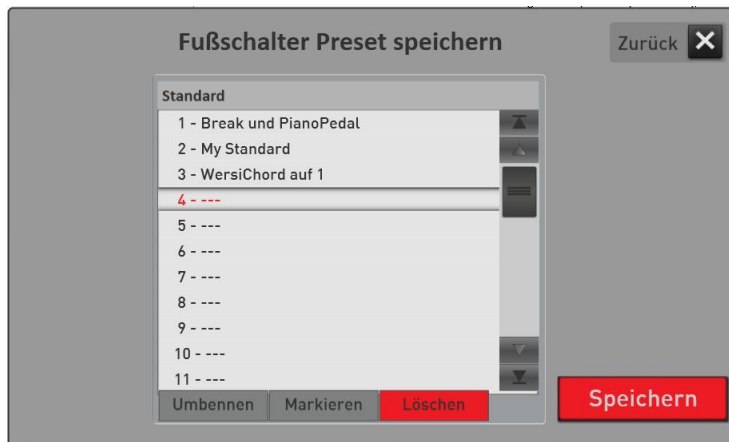 Fußschalter Preset speichern
Zurück
Standard
1 - Break und PianoPedal
2 - My Standard
3 - WersiChord auf 1
4 - ---
5 - ---
6 - ---
7 - ---
8 - ---
9 - ---
10 - ---
11 - ---
Umbennen Markieren Löschen
Speichern